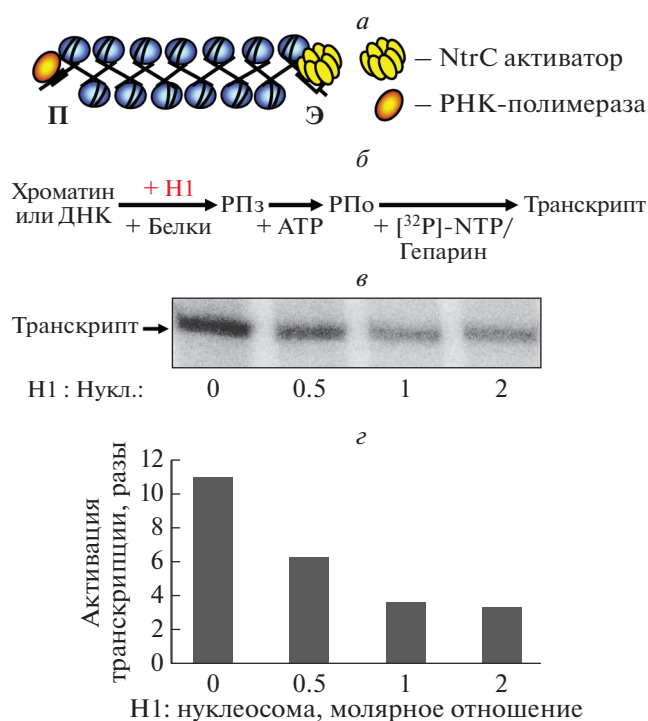 а
– NtrC активатор
– РНК-полимераза
П
Э
б
Хроматин
или ДНК
+ H1
+ Белки
РПз
+ ATP
РПо
+ [³²P]-NTP/
Гепарин
Транскрипт
в
Транскрипт
H1 : Нукл.:
0
0.5
1
2
г
Активация
транскрипции, разы
12
10
8
6
4
2
0
0
0.5
1
2
H1: нуклеосома, молярное отношение